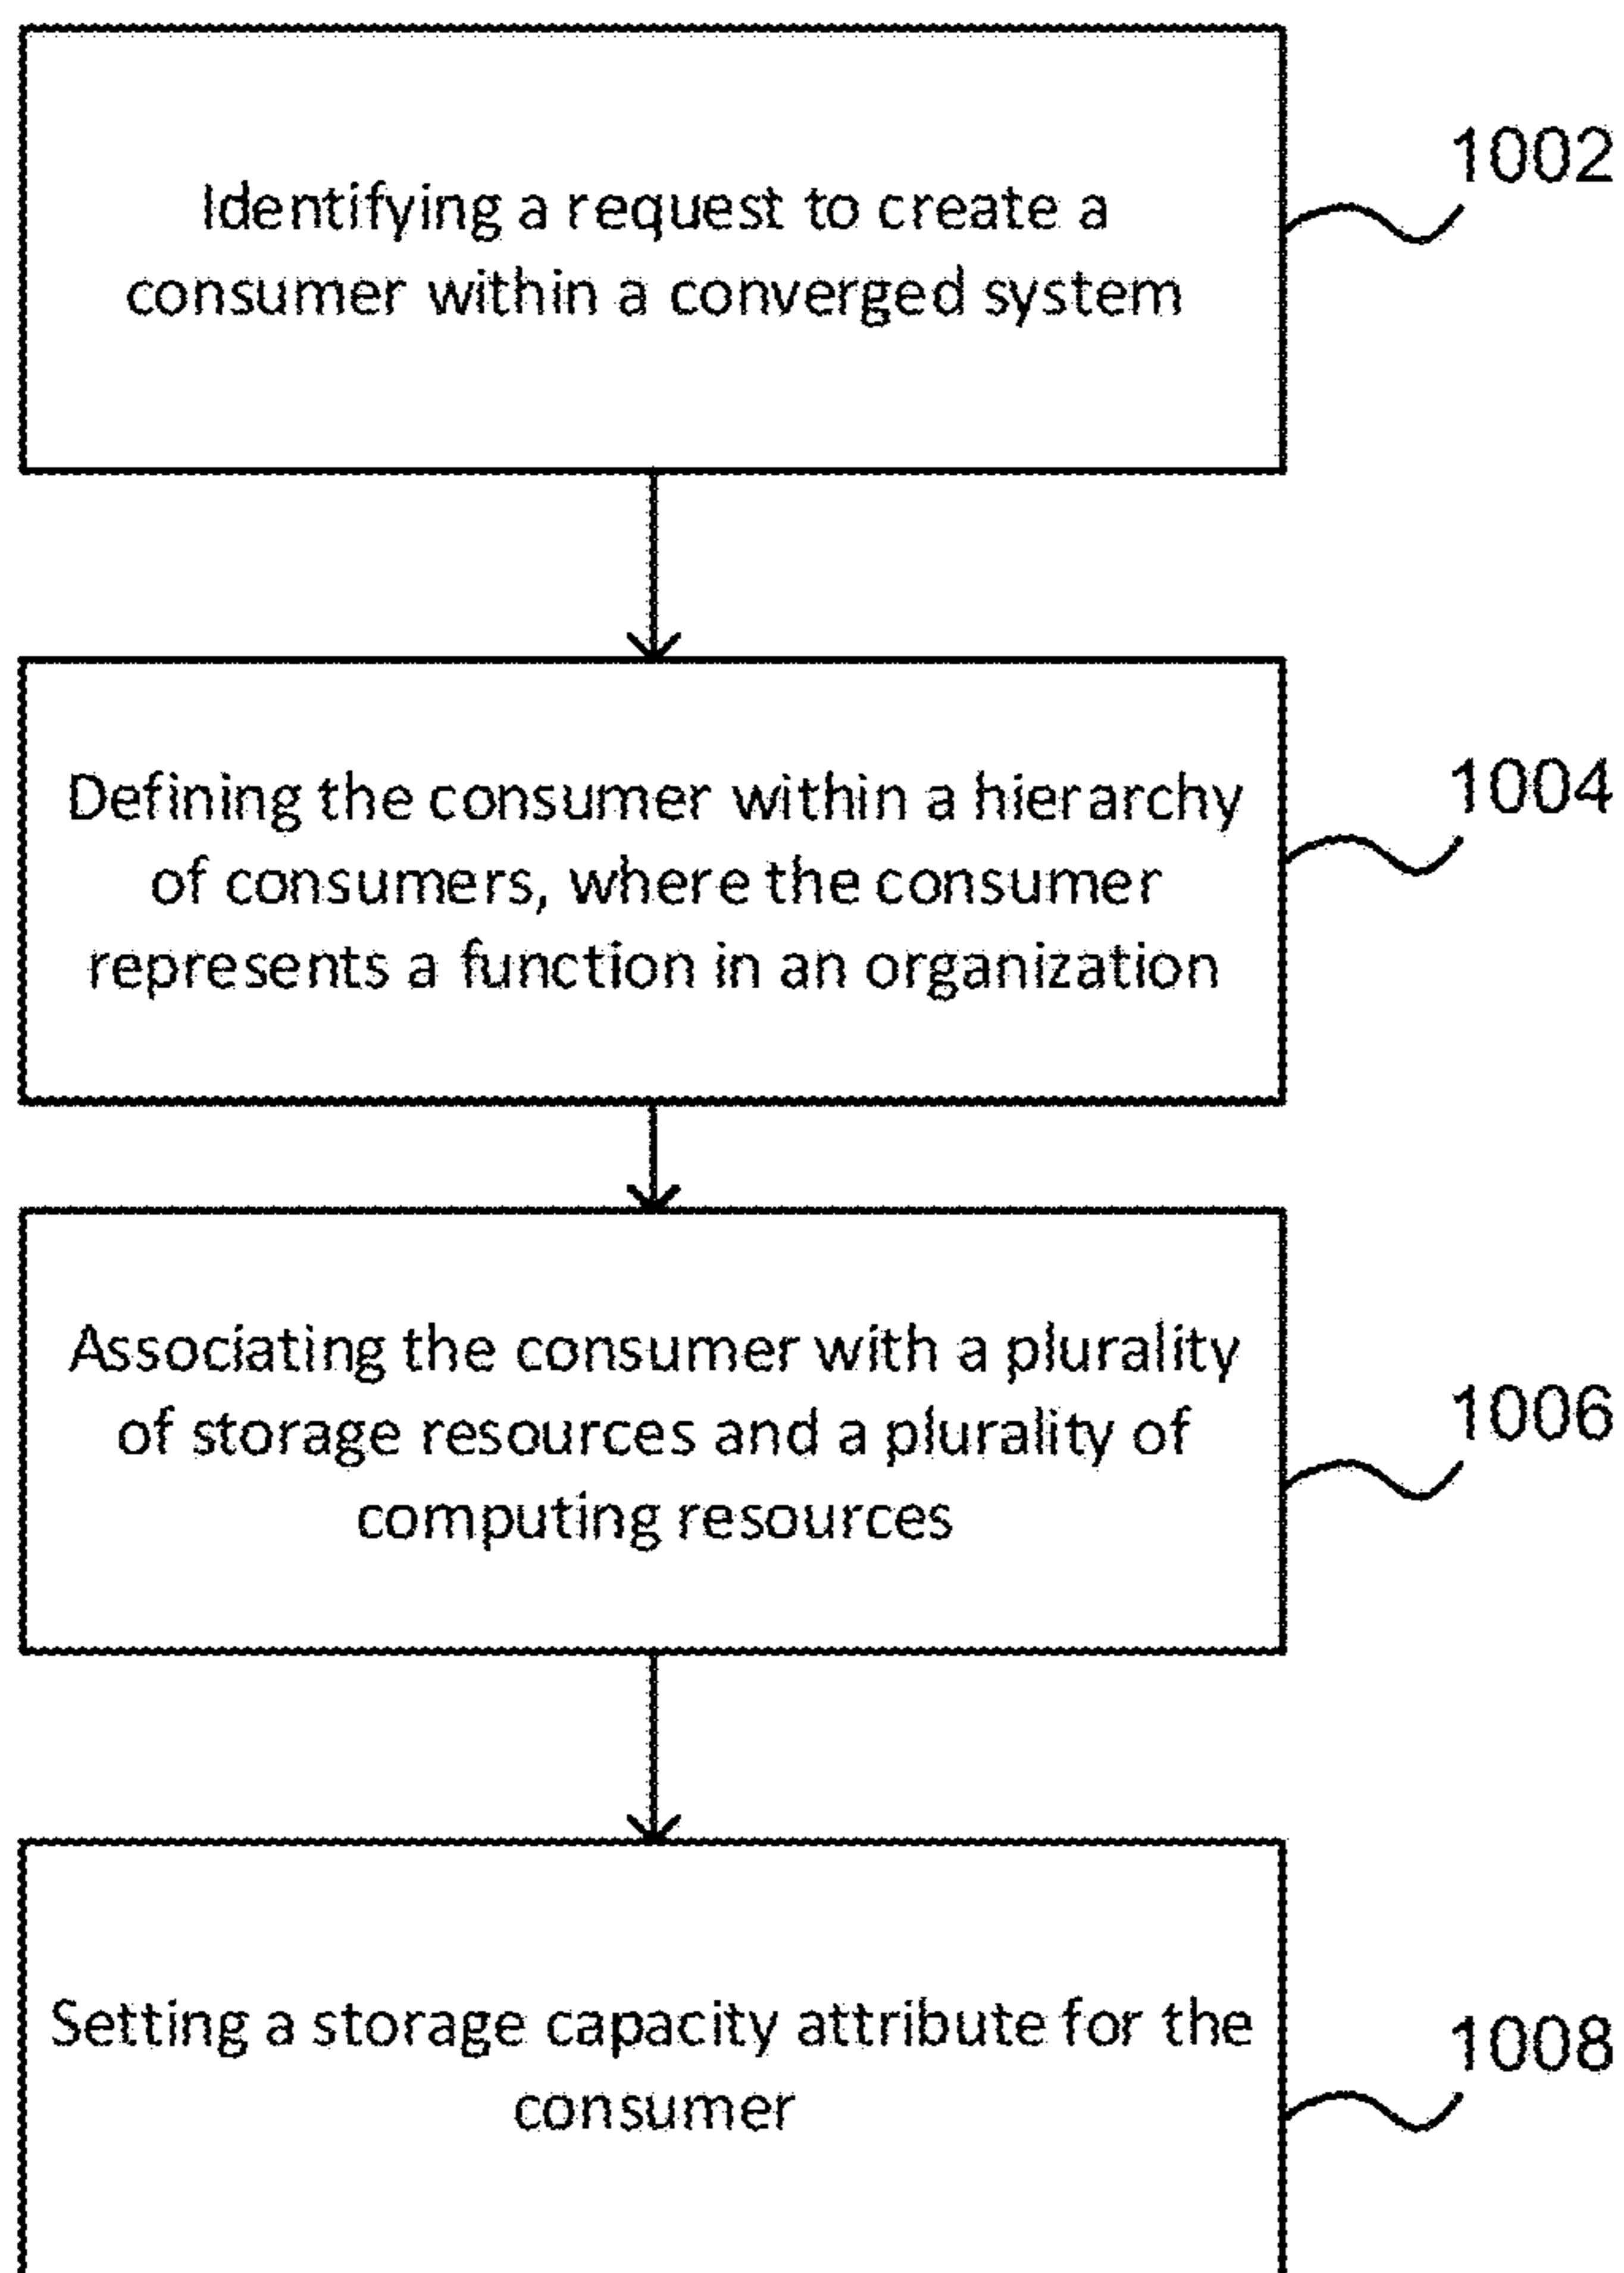 Identifying a request to create a
consumer within a converged system
1002
Defining the consumer within a hierarchy
of consumers, where the consumer
represents a function in an organization
1004
Associating the consumer with a plurality
of storage resources and a plurality of
computing resources
1006
Setting a storage capacity attribute for the
consumer
1008